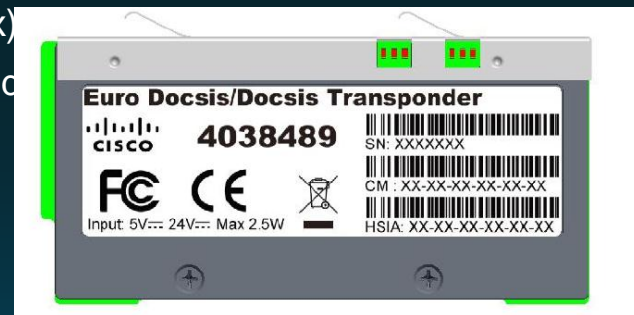 x)
Euro Docsis/Docsis Transponder
CISCO
4038489
SN: XXXXXXX
CM : XX-XX-XX-XX-XX-XX
FC CE
Input: 5V⎓ 24V⎓ Max 2.5W
HSIA: XX-XX-XX-XX-XX-XX